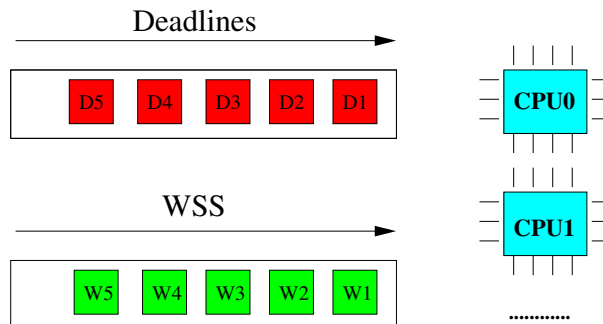 Deadlines
D5 D4 D3 D2 D1
CPU0
WSS
CPU1
W5 W4 W3 W2 W1
............